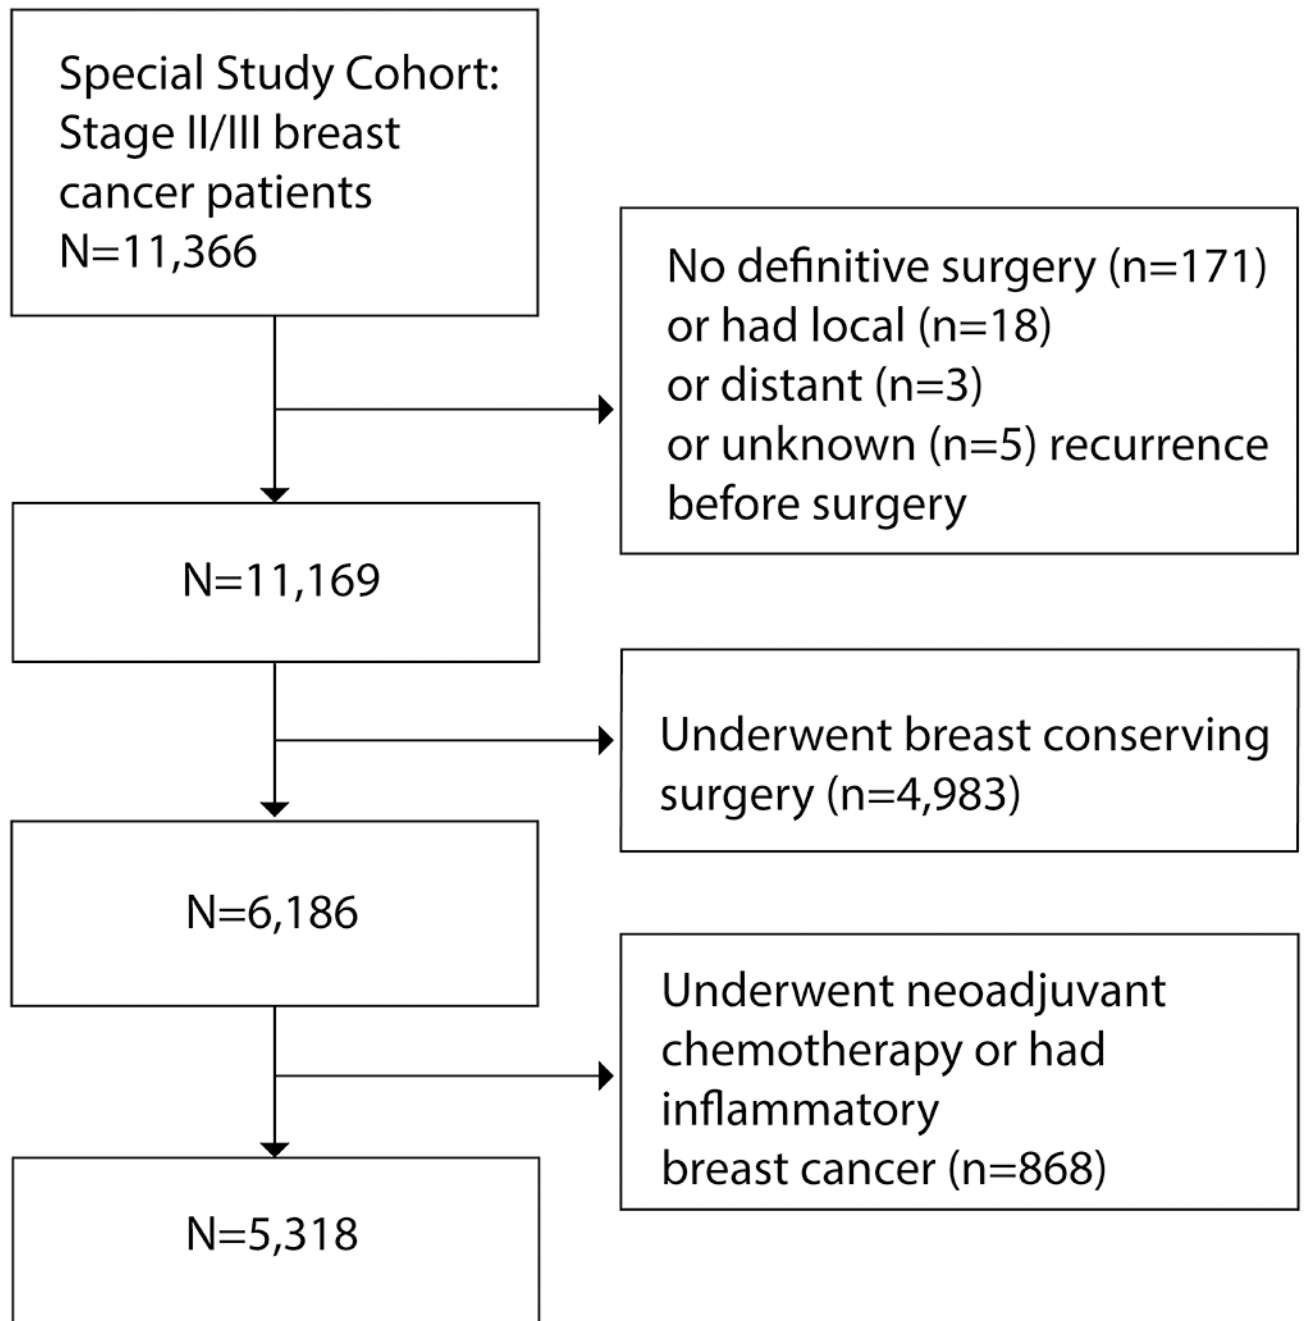 Special Study Cohort:
Stage II/III breast
cancer patients
N=11,366
No definitive surgery (n=171)
or had local (n=18)
or distant (n=3)
or unknown (n=5) recurrence
before surgery
N=11,169
Underwent breast conserving
surgery (n=4,983)
N=6,186
Underwent neoadjuvant
chemotherapy or had
inflammatory
breast cancer (n=868)
N=5,318